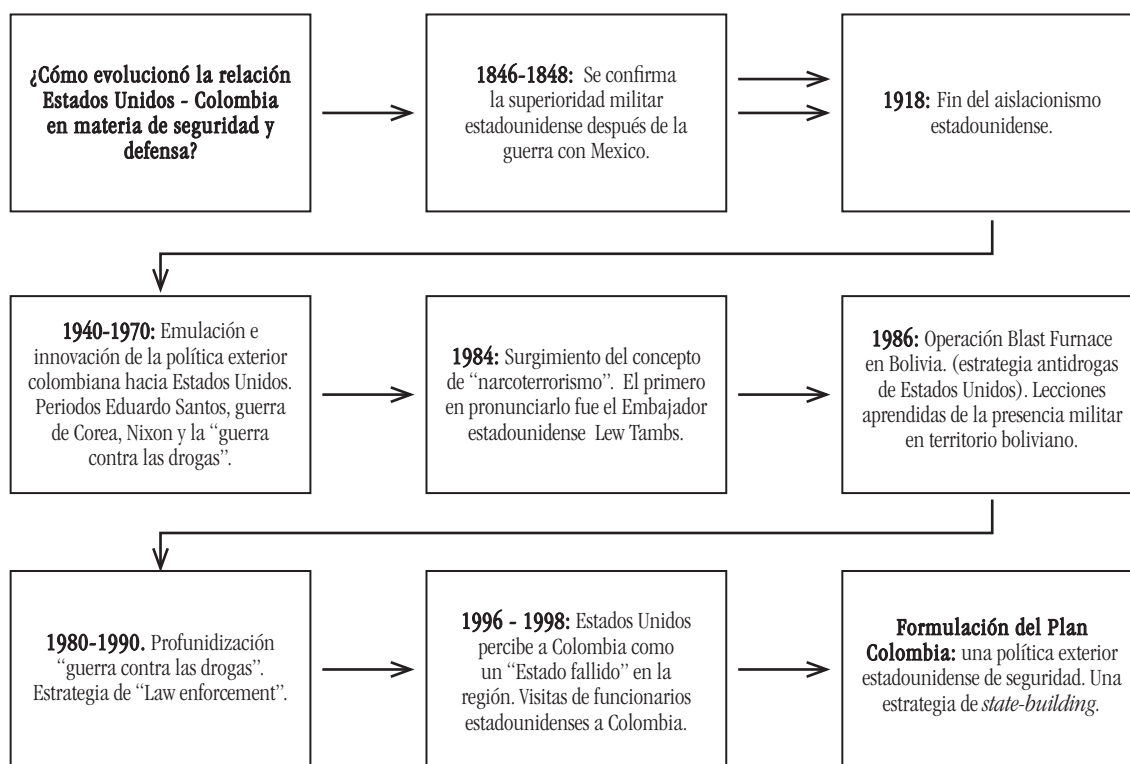 ¿Cómo evolucionó la relación
Estados Unidos - Colombia
en materia de seguridad y
defensa?
1846-1848: Se confirma
la superioridad militar
estadounidense después de la
guerra con Mexico.
1918: Fin del aislacionismo
estadounidense.
1940-1970: Emulación e
innovación de la política exterior
colombiana hacia Estados Unidos.
Periodos Eduardo Santos, guerra
de Corea, Nixon y la “guerra
contra las drogas”.
1984: Surgimiento del concepto
de “narcoterrorismo”. El primero
en pronunciarlo fue el Embajador
estadounidense Lew Tambs.
1986: Operación Blast Furnace
en Bolivia. (estrategia antidrogas
de Estados Unidos). Lecciones
aprendidas de la presencia militar
en territorio boliviano.
1980-1990. Profunidización
“guerra contra las drogas”.
Estrategia de “Law enforcement”.
1996 - 1998: Estados Unidos
percibe a Colombia como
un “Estado fallido” en la
región. Visitas de funcionarios
estadounidenses a Colombia.
Formulación del Plan
Colombia: una política exterior
estadounidense de seguridad. Una
estrategia de state-building.